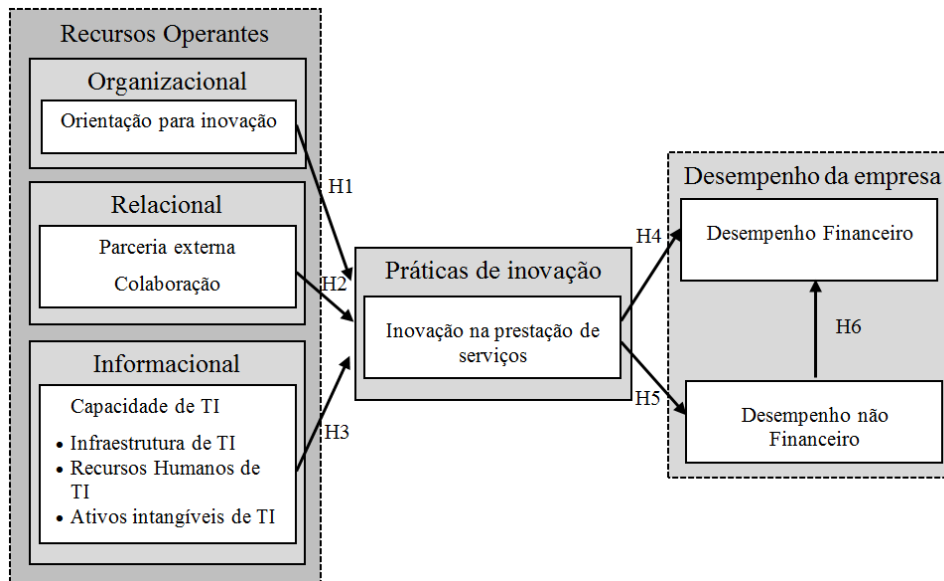 Recursos Operantes
Organizacional
Orientação para inovação
H1
Relacional
Parceria externa
Colaboração
H2
Informacional
Capacidade de TI
• Infraestrutura de TI
• Recursos Humanos de
TI
• Ativos intangíveis de TI
H3
Práticas de inovação
Inovação na prestação de
serviços
H4
H5
Desempenho da empresa
Desempenho Financeiro
H6
Desempenho não
Financeiro